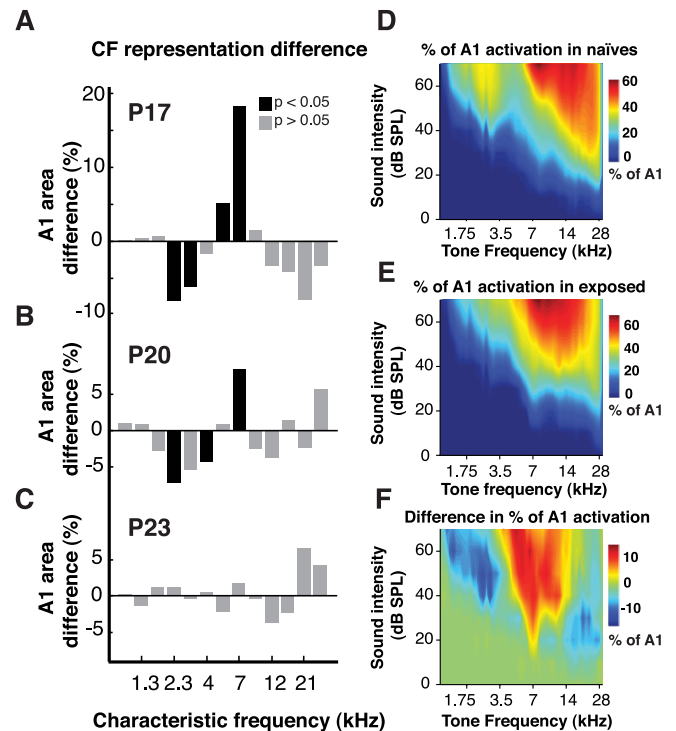 A
CF representation difference
P17
p < 0.05
p > 0.05
20
10
0
-10
A1 area
difference (%)
B
P20
5
0
-5
A1 area
difference (%)
C
P23
5
0
-5
A1 area
difference (%)
1.3 2.3 4 7 12 21
Characteristic frequency (kHz)
D
% of A1 activation in naïves
60
40
20
0
Sound intensity
(dB SPL)
1.75 3.5 7 14 28
Tone Frequency (kHz)
60
40
20
0
% of A1
E
% of A1 activation in exposed
60
40
20
0
Sound intensity
(dB SPL)
1.75 3.5 7 14 28
Tone frequency (kHz)
60
40
20
0
% of A1
F
Difference in % of A1 activation
60
40
20
0
Sound intensity
(dB SPL)
1.75 3.5 7 14 28
Tone Frequency (kHz)
10
0
-10
% of A1